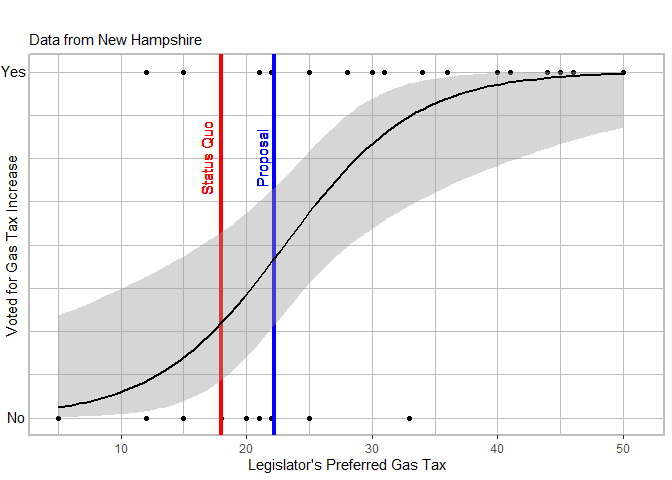 Data from New Hampshire
Yes
No
Voted for Gas Tax Increase
Status Quo
Proposal
10
20
30
40
50
Legislator's Preferred Gas Tax